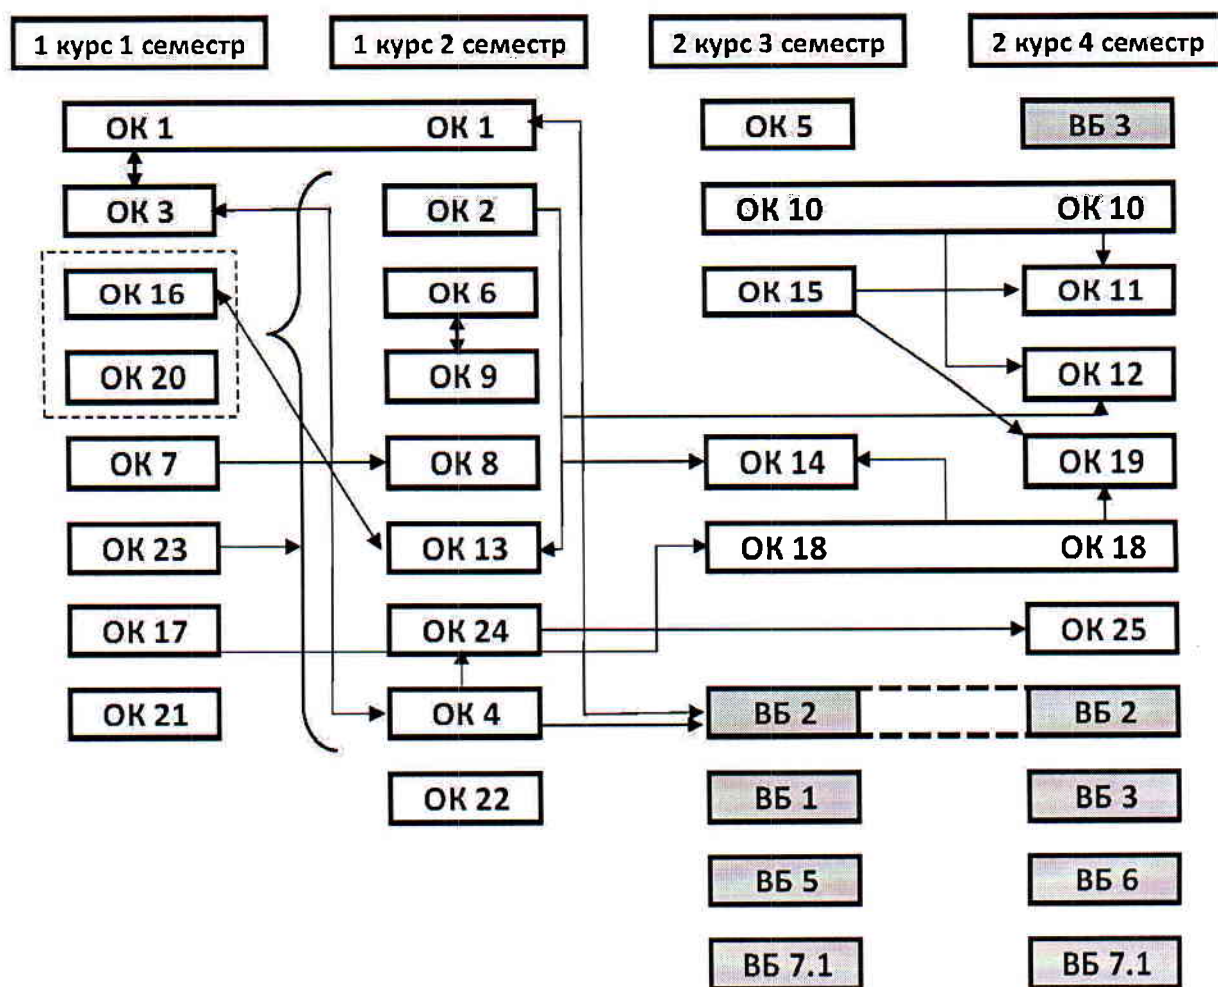 1 курс 1 семестр 1 курс 2 семестр 2 курс 3 семестр 2 курс 4 семестр
ОК 1 ОК 1 ОК 5 ВБ 3
ОК 3 ОК 2 ОК 10 ОК 10
ОК 16 ОК 6 ОК 15 ОК 11
ОК 20 ОК 9 ОК 12
ОК 7 ОК 8 ОК 14 ОК 19
ОК 23 ОК 13 ОК 18 ОК 18
ОК 17 ОК 24 ОК 25
ОК 21 ОК 4 ВБ 2 ВБ 2
ОК 22 ВБ 1 ВБ 3
ВБ 5 ВБ 6
ВБ 7.1 ВБ 7.1